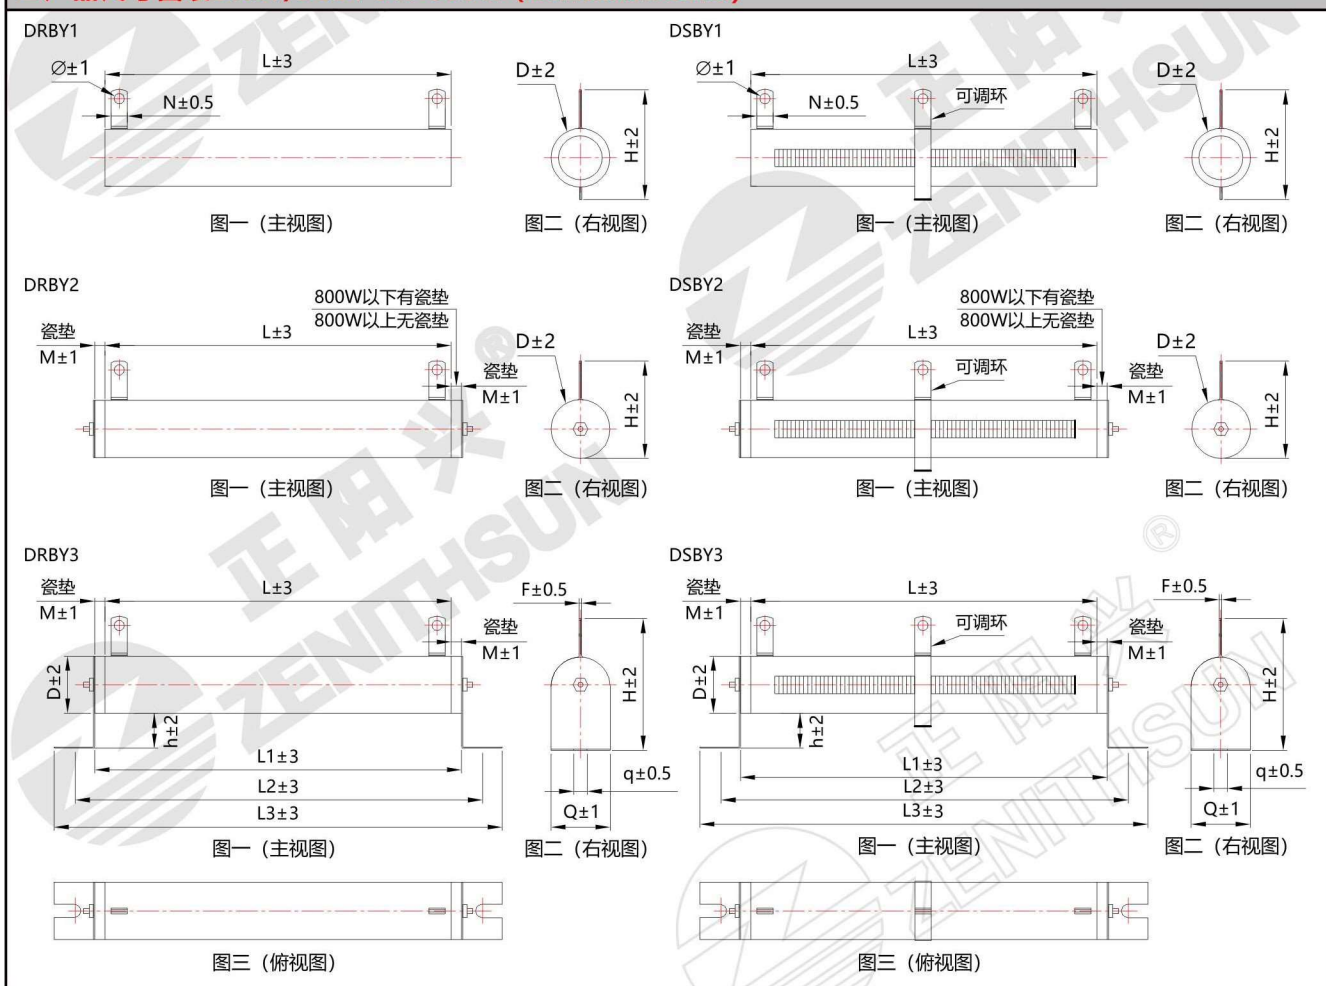 DRBY1
L±3
Ø±1
N±0.5
D±2
H±2
图一 (主视图)
图二 (右视图)
DSBY1
L±3
Ø±1
N±0.5
可调环
D±2
H±2
图一 (主视图)
图二 (右视图)
DRBY2
800W以下有瓷垫
800W以上无瓷垫
瓷垫
M±1
L±3
瓷垫
M±1
D±2
H±2
图一 (主视图)
图二 (右视图)
DSBY2
800W以下有瓷垫
800W以上无瓷垫
瓷垫
M±1
L±3
可调环
瓷垫
M±1
D±2
H±2
图一 (主视图)
图二 (右视图)
DRBY3
瓷垫
M±1
L±3
瓷垫
M±1
D±2
h±2
L1±3
L2±3
L3±3
F±0.5
H±2
q±0.5
Q±1
图一 (主视图)
图二 (右视图)
图三 (俯视图)
DSBY3
瓷垫
M±1
L±3
可调环
瓷垫
M±1
D±2
h±2
L1±3
L2±3
L3±3
F±0.5
H±2
q±0.5
Q±1
图一 (主视图)
图二 (右视图)
图三 (俯视图)
正阳兴®
ZENITHSUN
正阳兴®
ZENITHSUN
ZENITHSUN